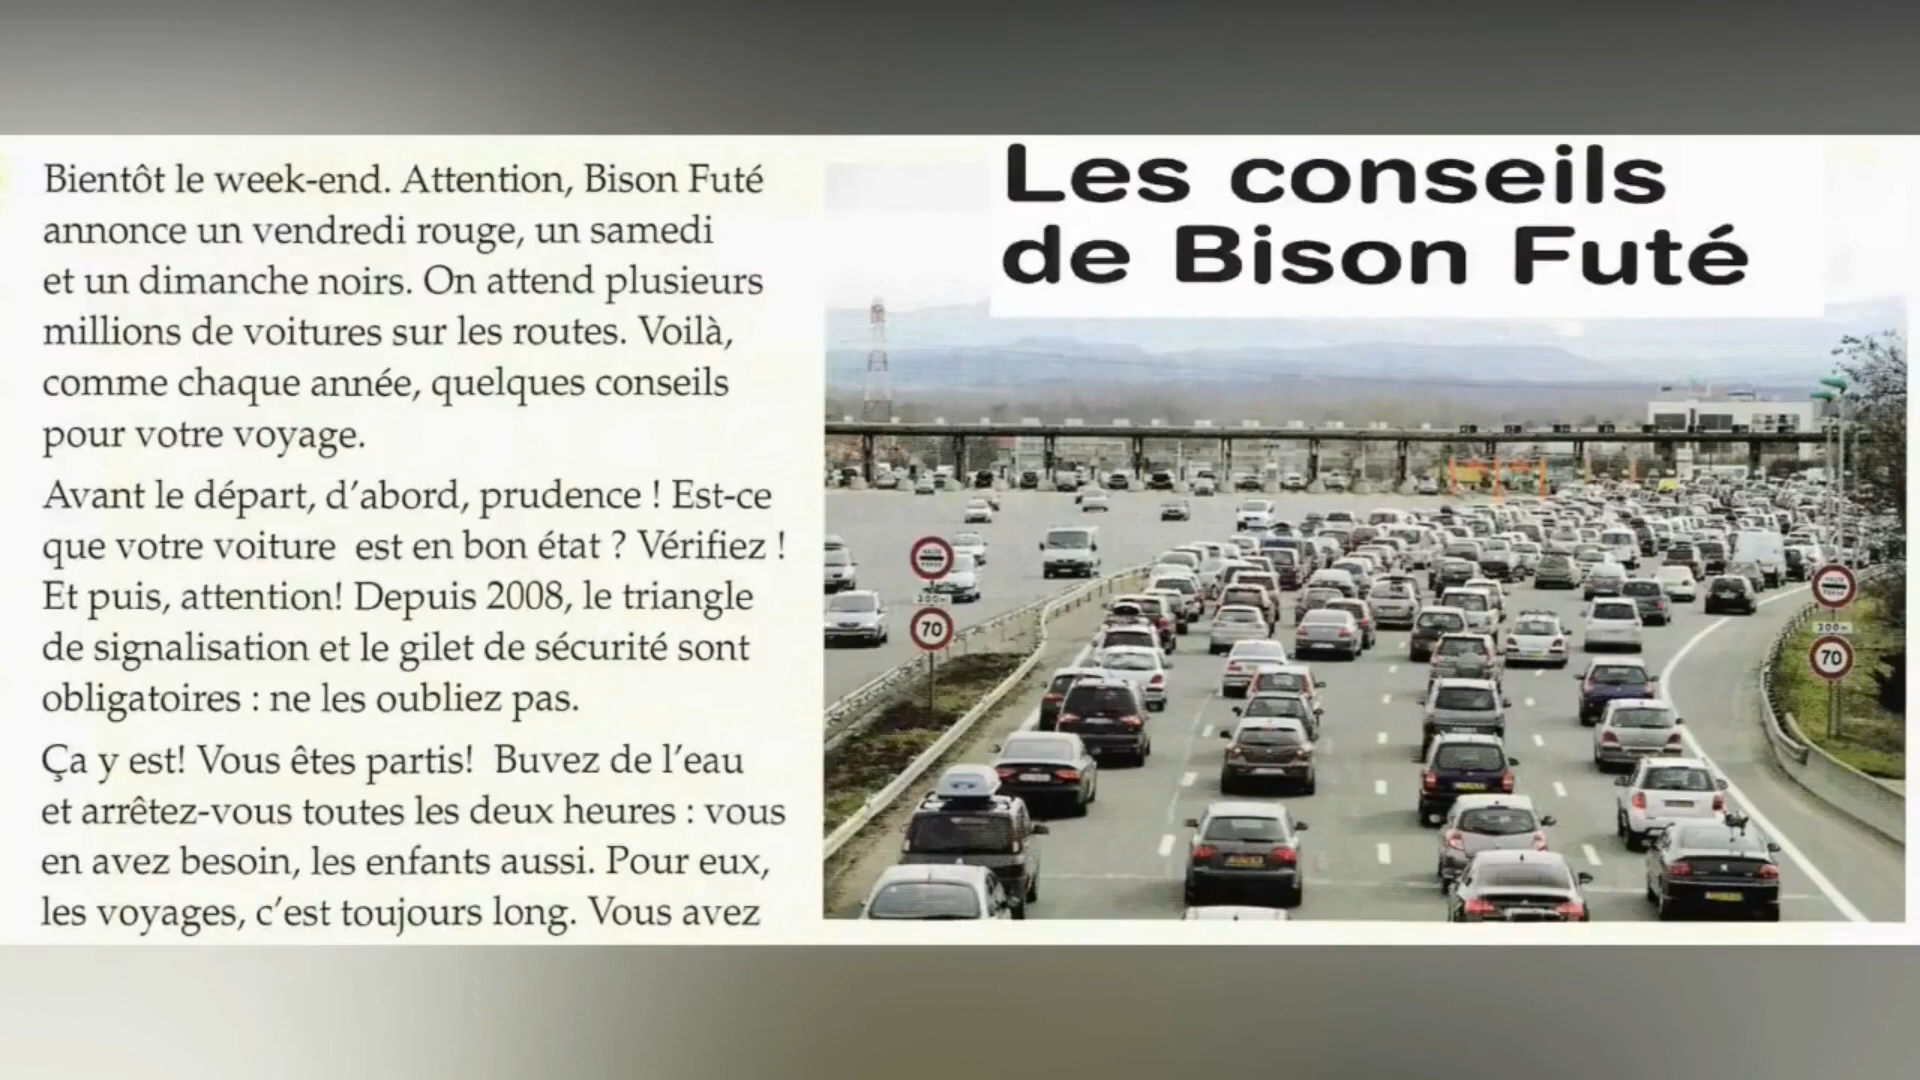 Les conseils
de Bison Futé
Bientôt le week-end. Attention, Bison Futé
annonce un vendredi rouge, un samedi
et un dimanche noirs. On attend plusieurs
millions de voitures sur les routes. Voilà,
comme chaque année, quelques conseils
pour votre voyage.
Avant le départ, d'abord, prudence ! Est-ce
que votre voiture est en bon état ? Vérifiez !
Et puis, attention! Depuis 2008, le triangle
de signalisation et le gilet de sécurité sont
obligatoires : ne les oubliez pas.
Ça y est! Vous êtes partis! Buvez de l'eau
et arrêtez-vous toutes les deux heures : vous
en avez besoin, les enfants aussi. Pour eux,
les voyages, c'est toujours long. Vous avez
70
200m
70